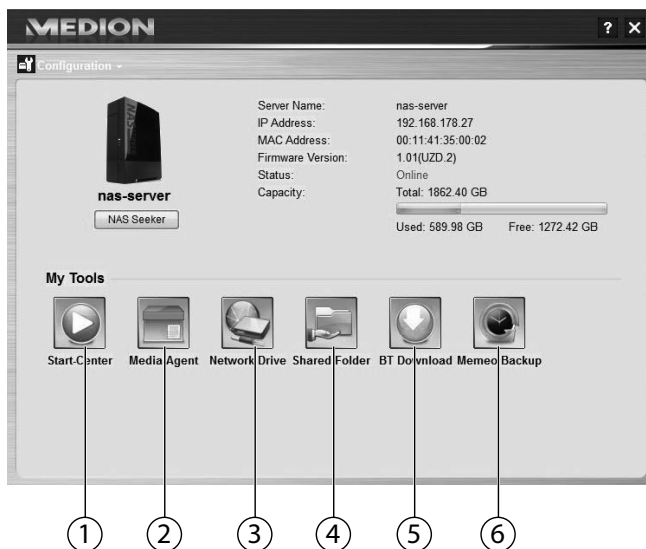 MEDION
? X
Configuration
Server Name: nas-server
IP Address: 192.168.178.27
MAC Address: 00:11:41:35:00:02
Firmware Version: 1.01(UZD.2)
Status: Online
Capacity: Total: 1862.40 GB
nas-server
NAS Seeker
Used: 589.98 GB Free: 1272.42 GB
My Tools
Start-Center Media Agent Network Drive Shared Folder BT Download Memeo Backup
1 2 3 4 5 6